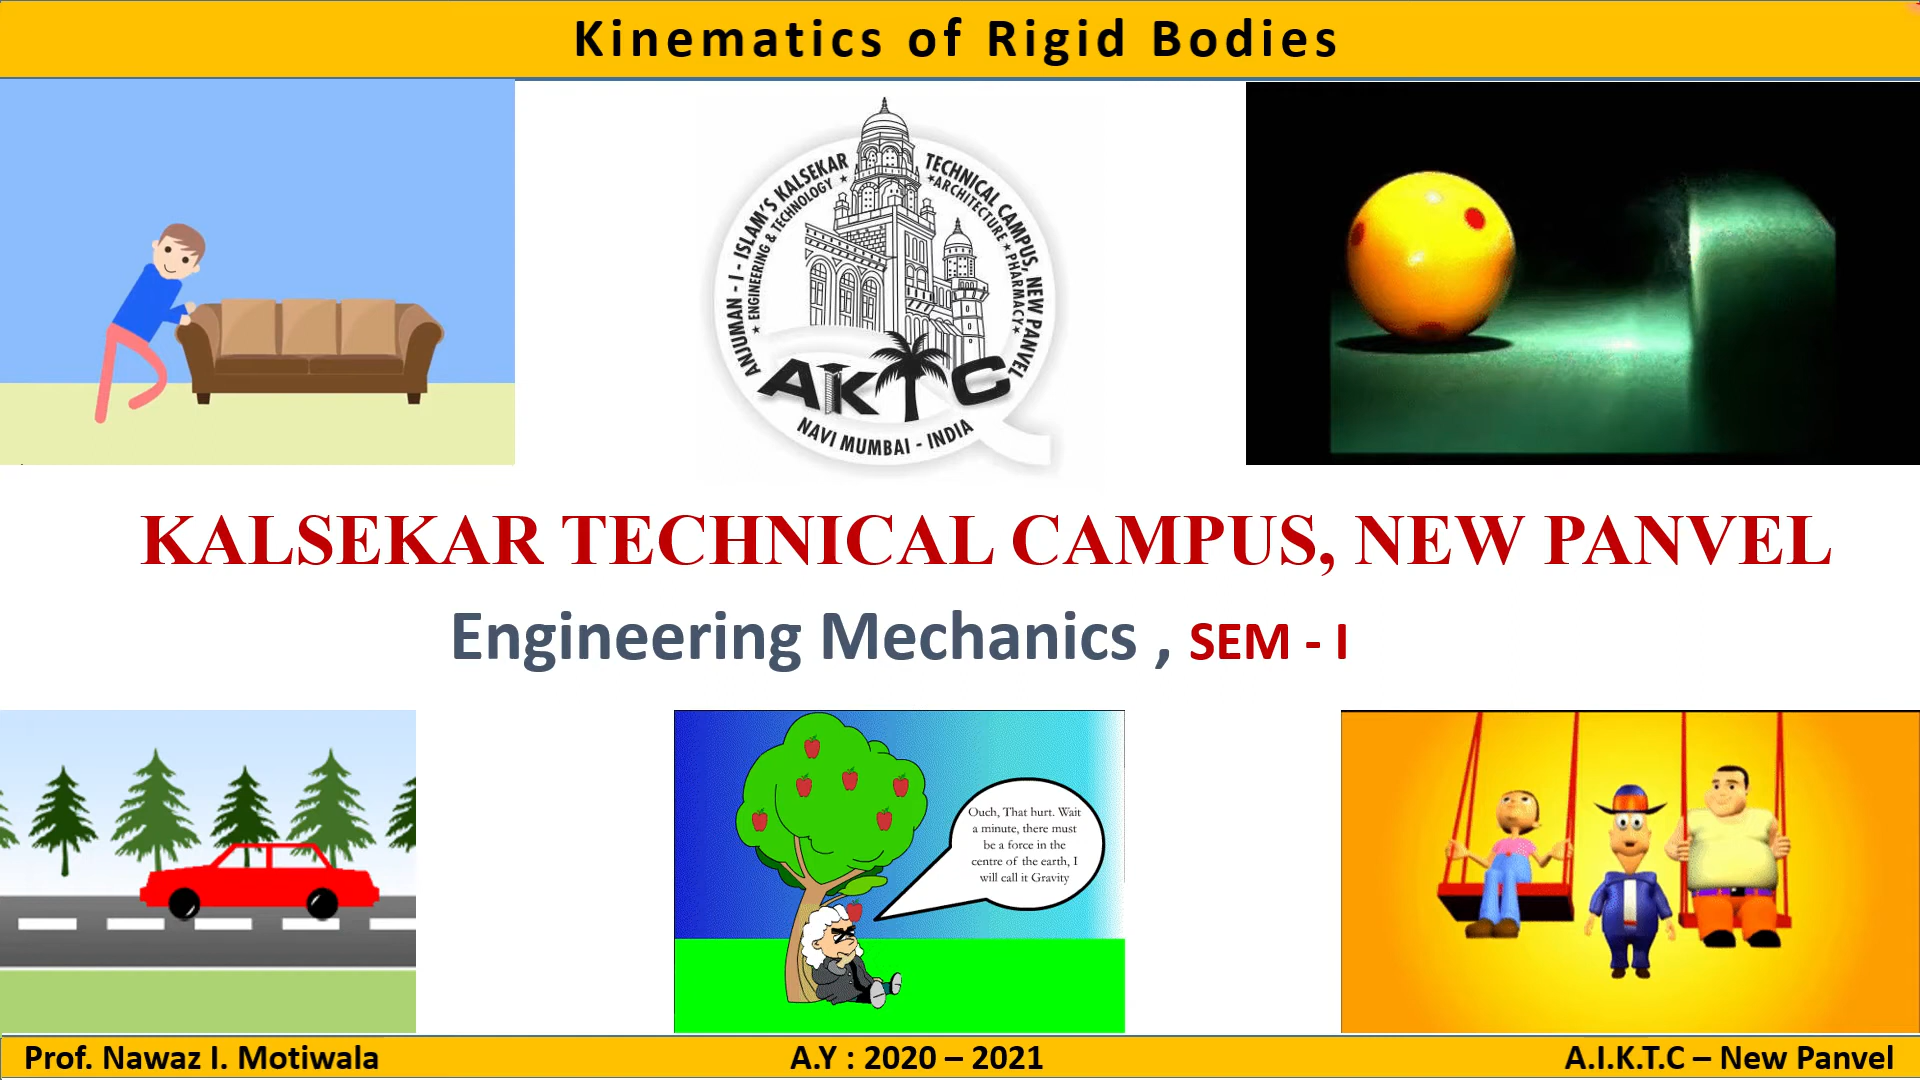 Kinematics of Rigid Bodies
ANJUMAN - I - ISLAM'S KALSEKAR TECHNICAL CAMPUS, NEW PANVEL
★ ENGINEERING & TECHNOLOGY ★ ★ ARCHITECTURE ★ PHARMACY ★
AIKTC
NAVI MUMBAI - INDIA
KALSEKAR TECHNICAL CAMPUS, NEW PANVEL
Engineering Mechanics , SEM - I
Ouch, That hurt. Wait
a minute, there must
be a force in the
centre of the earth, I
will call it Gravity
Prof. Nawaz I. Motiwala
A.Y : 2020 – 2021
A.I.K.T.C – New Panvel